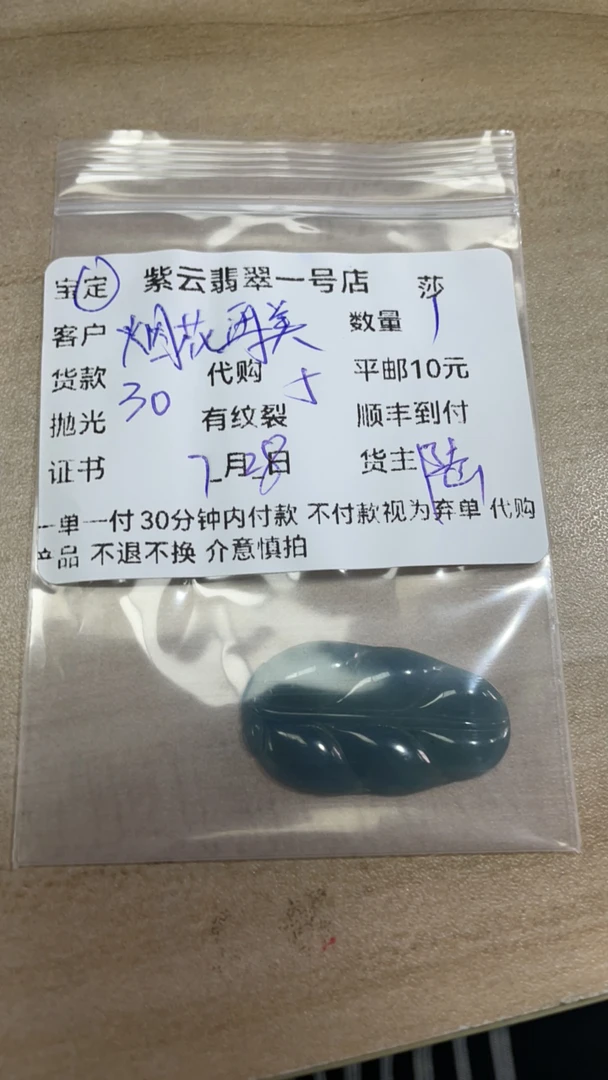 宝定 紫云翡翠一号店 莎
客户 烟花再美 数量 1
货款 30 代购 5 平邮10元
抛光 有纹裂 顺丰到付
证书 7月28日 货主 陆
一单一付 30分钟内付款 不付款视为弃单 代购
产品 不退不换 介意慎拍